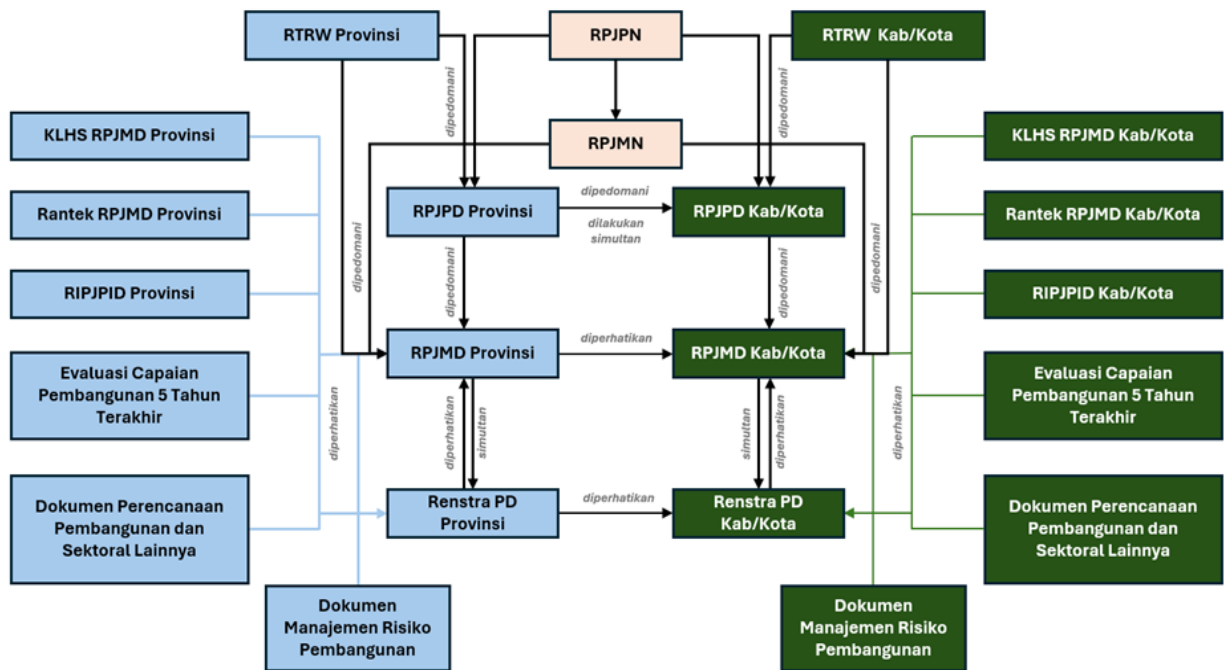 RTRW Provinsi
RPJPN
RTRW Kab/Kota
dipedomani
dipedomani
KLHS RPJMD Provinsi
RPJMN
KLHS RPJMD Kab/Kota
Rantek RPJMD Provinsi
RPJPD Provinsi
dipedomani
dilakukan
simultan
RPJPD Kab/Kota
Rantek RPJMD Kab/Kota
dipedomani
dipedomani
dipedomani
dipedomani
RIPJPID Provinsi
RIPJPID Kab/Kota
RPJMD Provinsi
diperhatikan
RPJMD Kab/Kota
Evaluasi Capaian
Pembangunan 5 Tahun
Terakhir
Evaluasi Capaian
Pembangunan 5 Tahun
Terakhir
diperhatikan
diperhatikan
simultan
simultan
diperhatikan
diperhatikan
Dokumen Perencanaan
Pembangunan dan
Sektoral Lainnya
Renstra PD
Provinsi
diperhatikan
Renstra PD
Kab/Kota
Dokumen Perencanaan
Pembangunan dan
Sektoral Lainnya
Dokumen
Manajemen Risiko
Pembangunan
Dokumen
Manajemen Risiko
Pembangunan